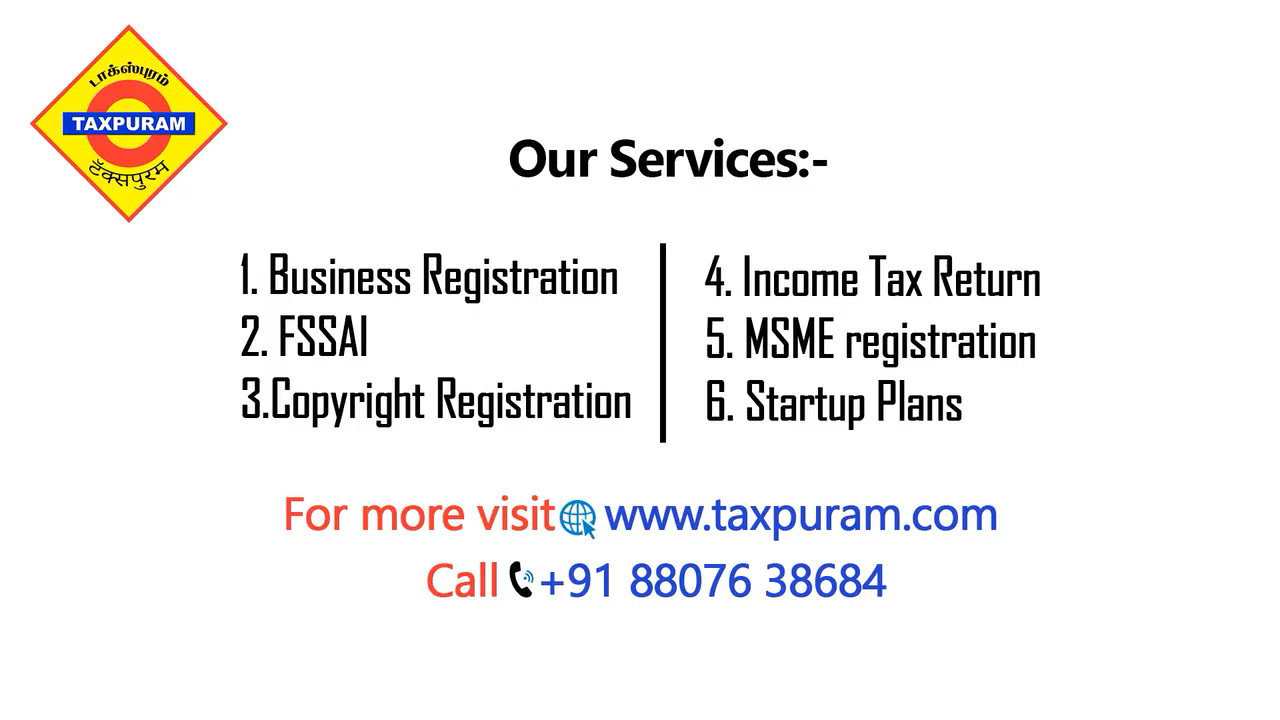 டாக்ஸ்புரம்
TAXPURAM
टॅक्सपुरम
Our Services:-
1. Business Registration
2. FSSAI
3.Copyright Registration
4. Income Tax Return
5. MSME registration
6. Startup Plans
For more visit www.taxpuram.com
Call +91 88076 38684